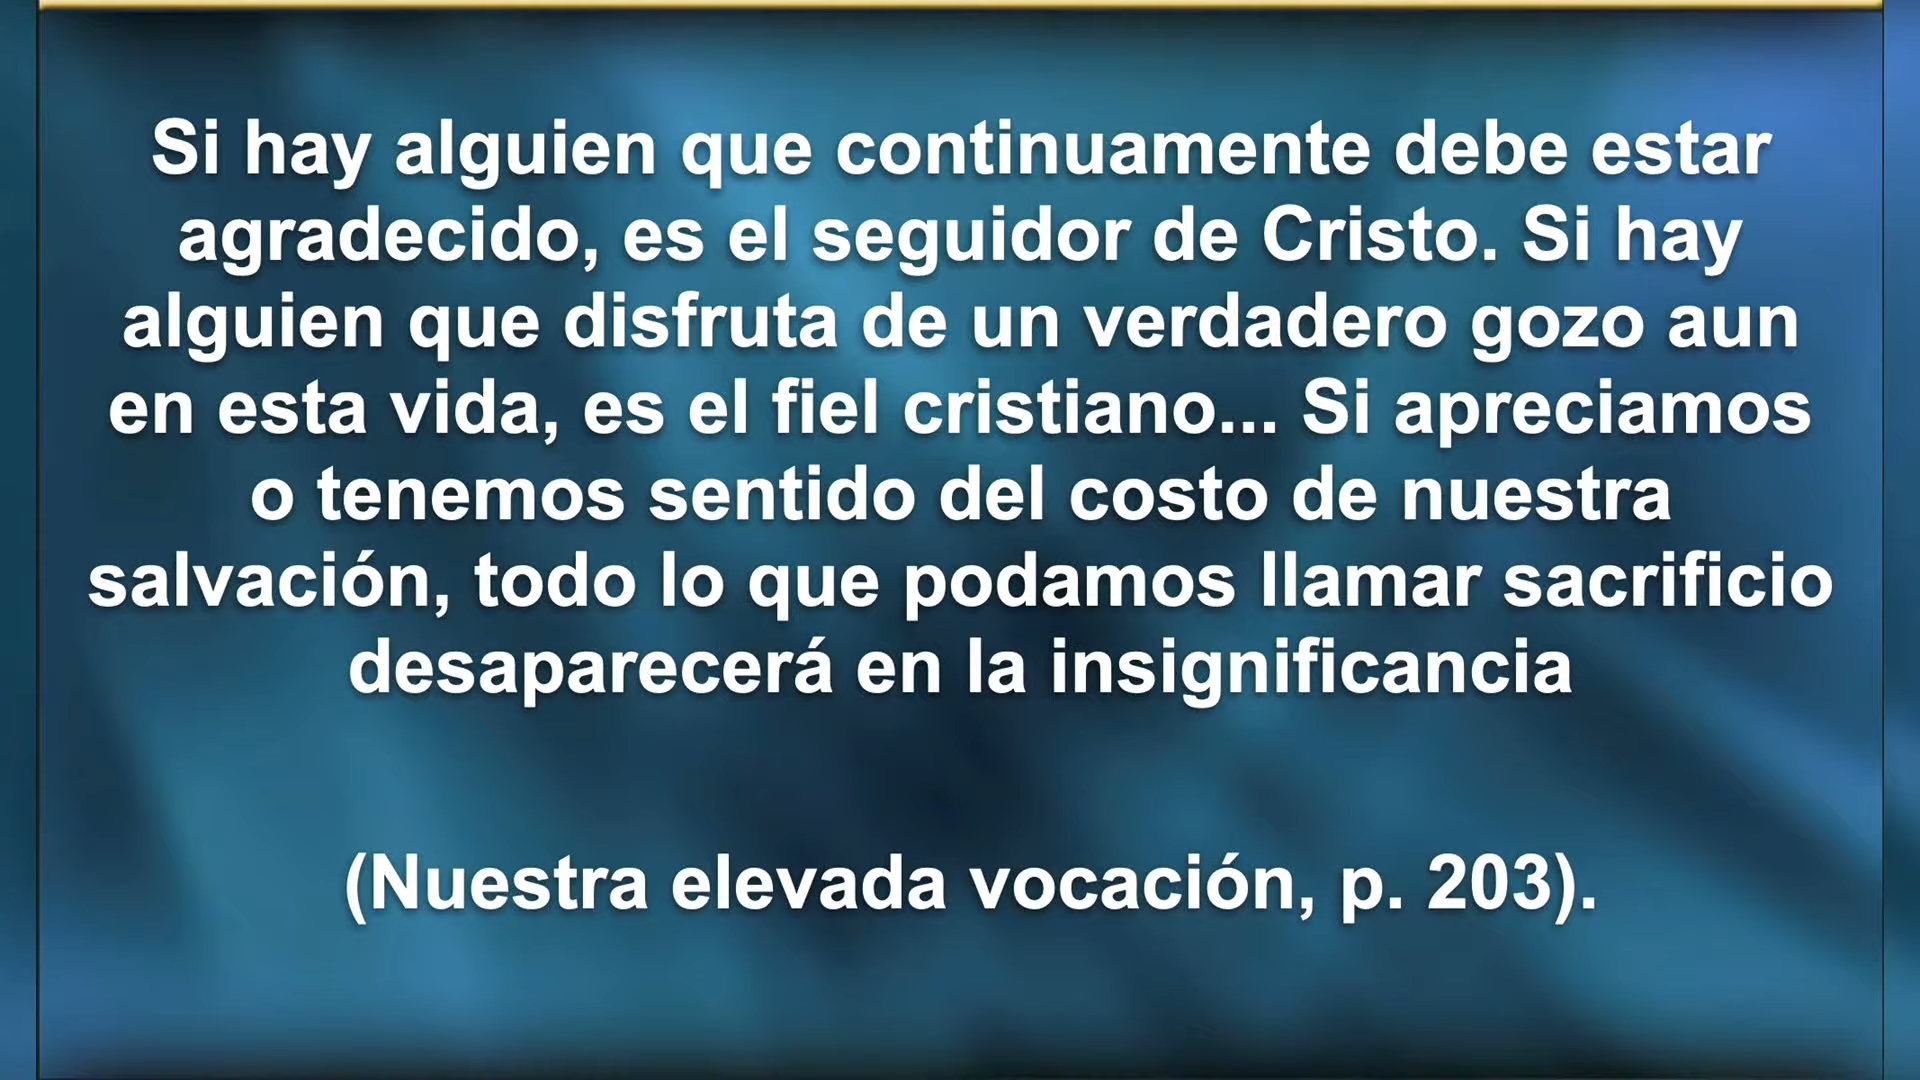 Si hay alguien que continuamente debe estar
agradecido, es el seguidor de Cristo. Si hay
alguien que disfruta de un verdadero gozo aun
en esta vida, es el fiel cristiano... Si apreciamos
o tenemos sentido del costo de nuestra
salvación, todo lo que podamos llamar sacrificio
desaparecerá en la insignificancia
(Nuestra elevada vocación, p. 203).